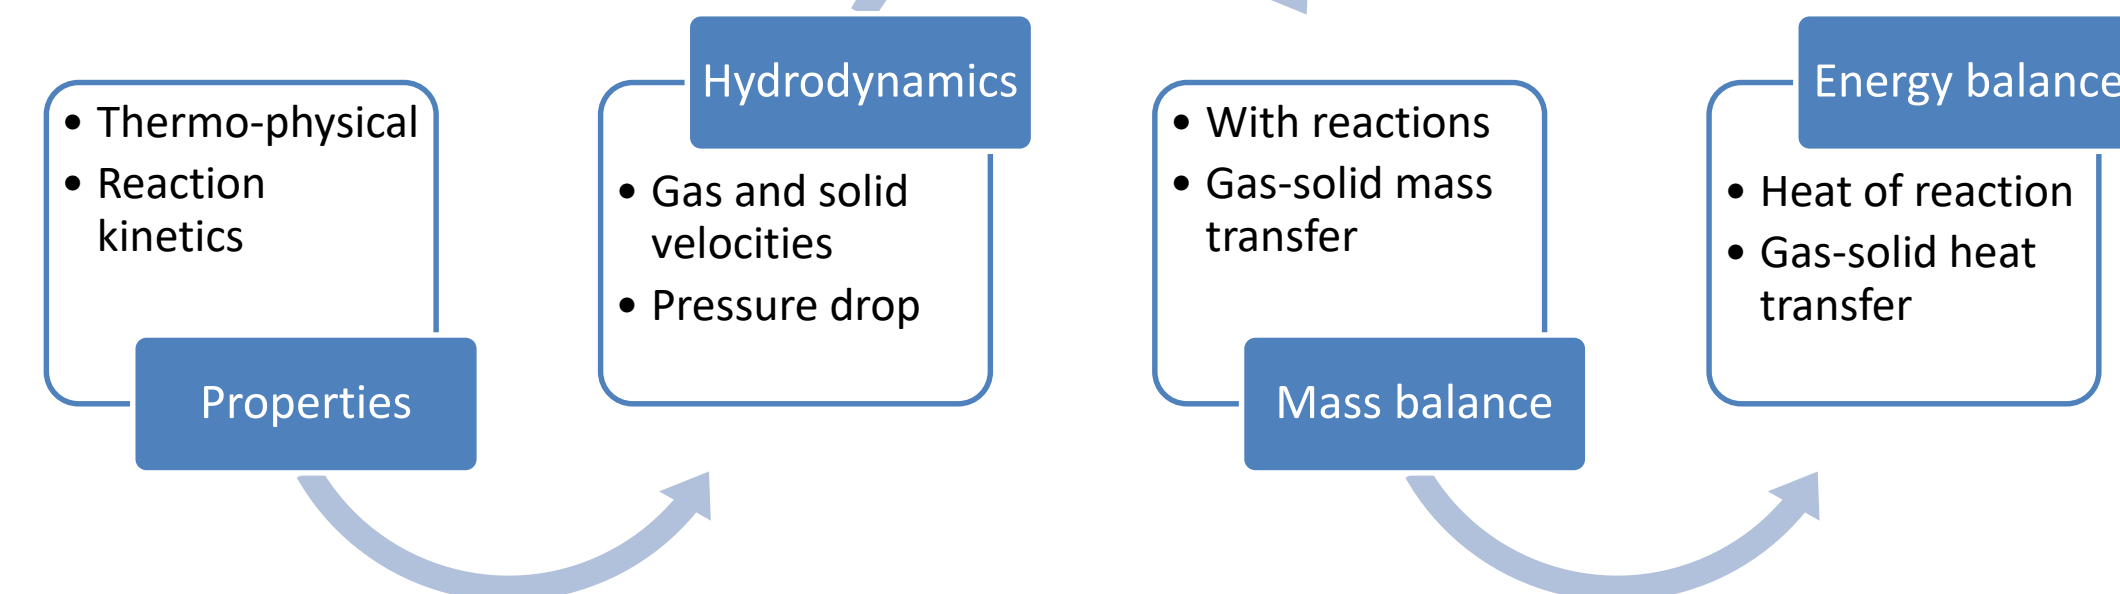 • Thermo-physical
• Reaction
kinetics
Properties
Hydrodynamics
• Gas and solid
velocities
• Pressure drop
• With reactions
• Gas-solid mass
transfer
Mass balance
Energy balance
• Heat of reaction
• Gas-solid heat
transfer